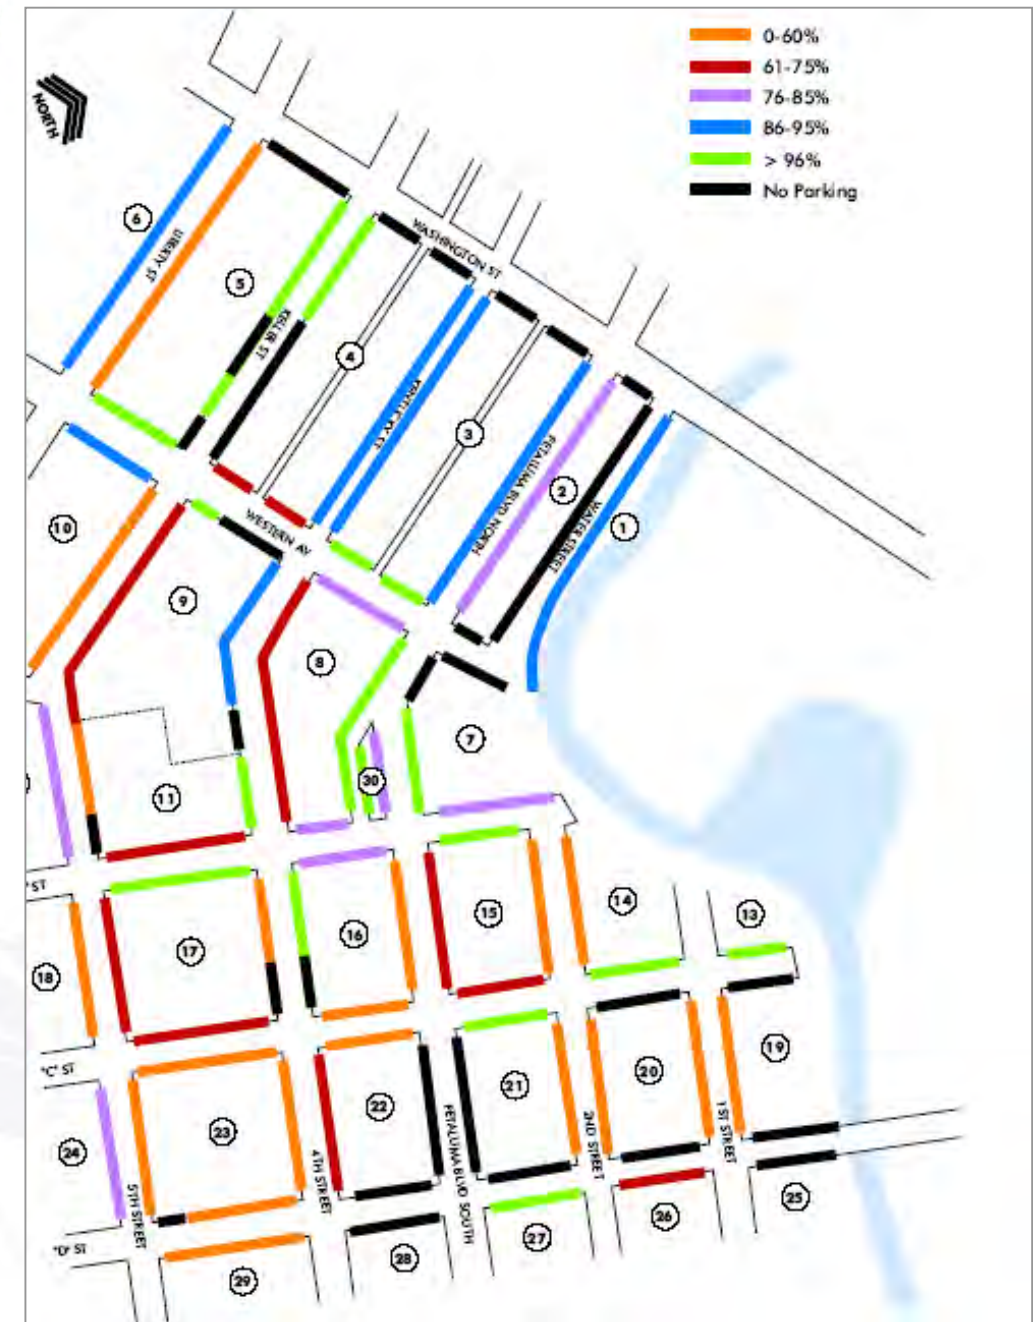 0-60%
61-75%
76-85%
86-95%
> 96%
No Parking
NORTH
WASHINGTON ST
LIBERTY ST
KELLER ST
KENTUCKY ST
PETALUMA BLVD NORTH
WATER STREET
WESTERN AV
6
5
4
3
2
1
10
9
8
7
30
11
14
13
15
16
17
18
"C" ST
19
20
21
22
23
24
5TH STREET
4TH STREET
PETALUMA BLVD SOUTH
2ND STREET
1ST STREET
"D" ST
25
26
27
28
29